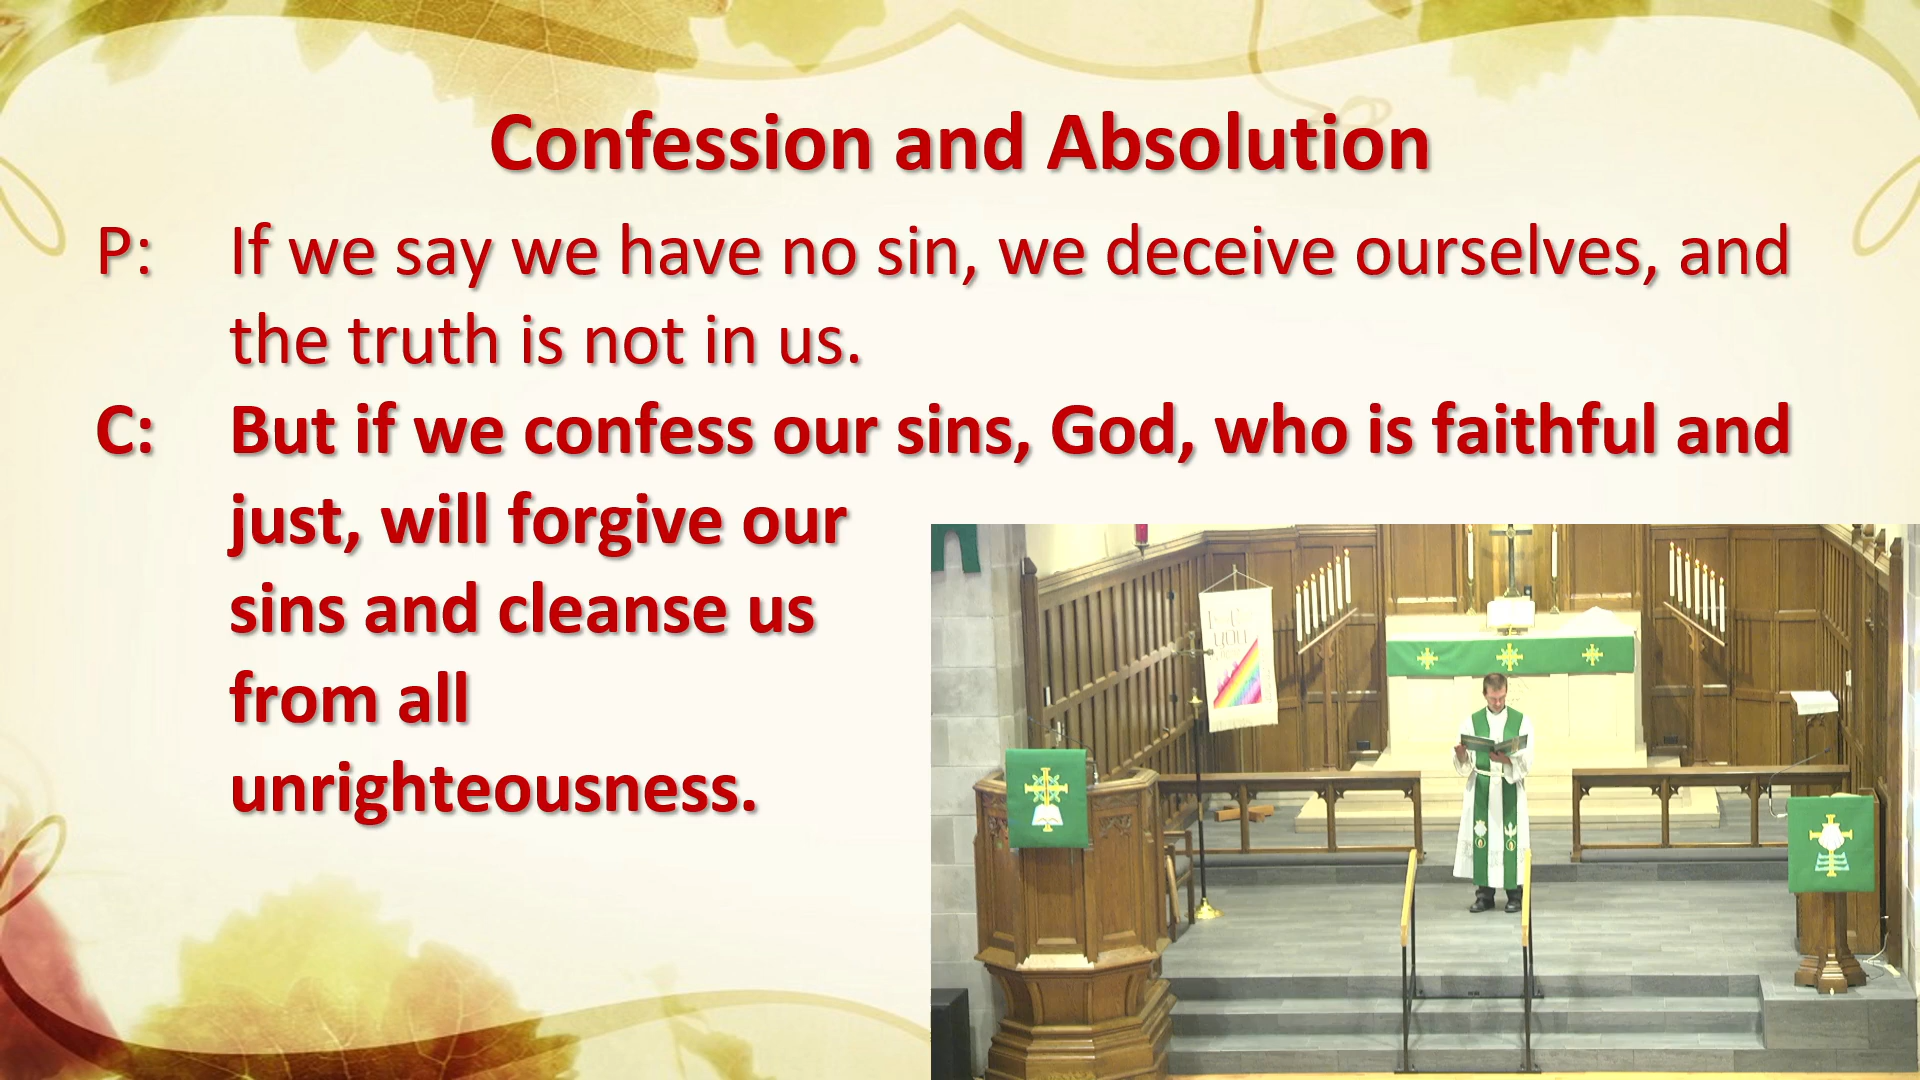 Confession and Absolution
P: If we say we have no sin, we deceive ourselves, and
the truth is not in us.
C: But if we confess our sins, God, who is faithful and
just, will forgive our
sins and cleanse us
from all
unrighteousness.